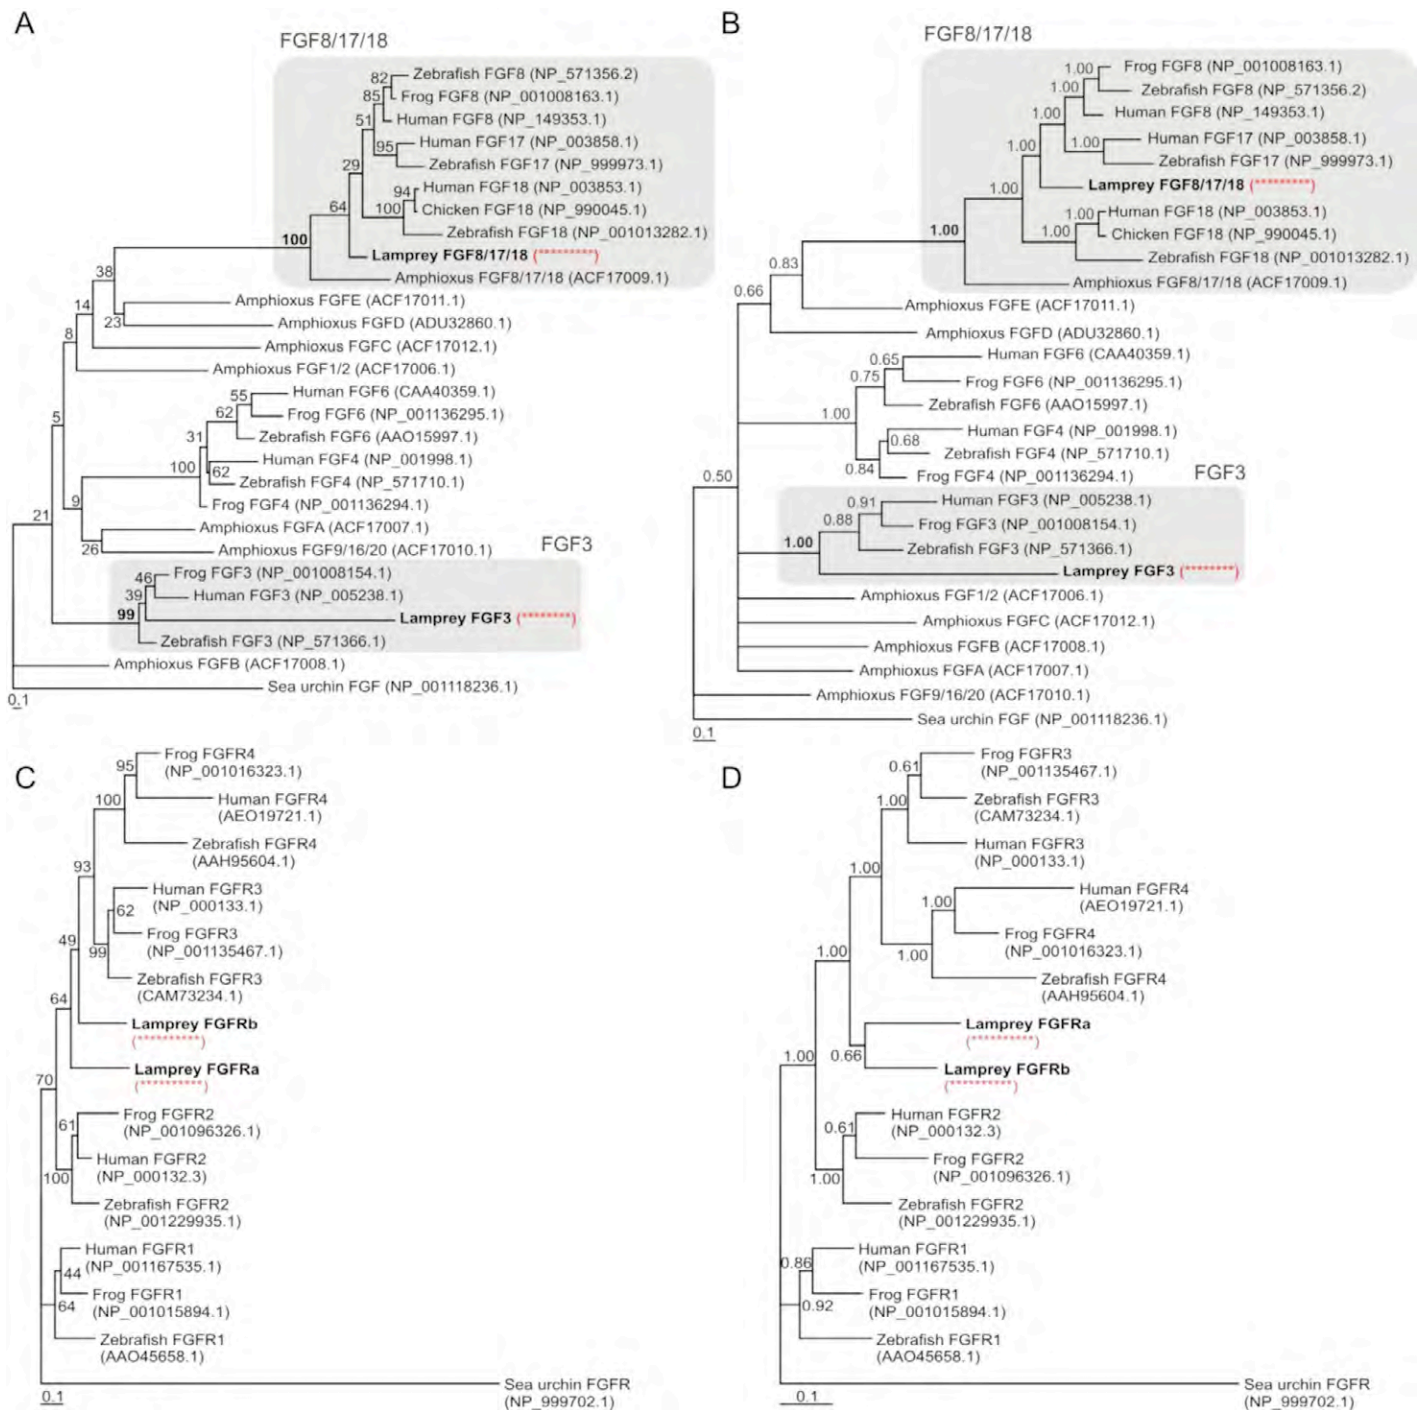 A
FGF8/17/18
82
Zebrafish FGF8 (NP_571356.2)
85
Frog FGF8 (NP_001008163.1)
Human FGF8 (NP_149353.1)
51
Human FGF17 (NP_003858.1)
95
Zebrafish FGF17 (NP_999973.1)
29
94
Human FGF18 (NP_003853.1)
100
Chicken FGF18 (NP_990045.1)
64
Zebrafish FGF18 (NP_001013282.1)
100
Lamprey FGF8/17/18 (*********)
38
Amphioxus FGF8/17/18 (ACF17009.1)
Amphioxus FGFE (ACF17011.1)
14
23
Amphioxus FGFD (ADU32860.1)
8
Amphioxus FGFC (ACF17012.1)
Amphioxus FGF1/2 (ACF17006.1)
55
Human FGF6 (CAA40359.1)
5
62
Frog FGF6 (NP_001136295.1)
31
Zebrafish FGF6 (AAO15997.1)
100
Human FGF4 (NP_001998.1)
62
Zebrafish FGF4 (NP_571710.1)
9
Frog FGF4 (NP_001136294.1)
21
Amphioxus FGFA (ACF17007.1)
26
Amphioxus FGF9/16/20 (ACF17010.1)
FGF3
46
Frog FGF3 (NP_001008154.1)
39
Human FGF3 (NP_005238.1)
99
Lamprey FGF3 (********)
Zebrafish FGF3 (NP_571366.1)
Amphioxus FGFB (ACF17008.1)
Sea urchin FGF (NP_001118236.1)
0.1
B
FGF8/17/18
1.00
Frog FGF8 (NP_001008163.1)
1.00
Zebrafish FGF8 (NP_571356.2)
1.00
Human FGF8 (NP_149353.1)
1.00
Human FGF17 (NP_003858.1)
1.00
Zebrafish FGF17 (NP_999973.1)
1.00
Lamprey FGF8/17/18 (*********)
1.00
Human FGF18 (NP_003853.1)
1.00
1.00
Chicken FGF18 (NP_990045.1)
Zebrafish FGF18 (NP_001013282.1)
0.83
Amphioxus FGF8/17/18 (ACF17009.1)
0.66
Amphioxus FGFE (ACF17011.1)
Amphioxus FGFD (ADU32860.1)
0.65
Human FGF6 (CAA40359.1)
0.75
Frog FGF6 (NP_001136295.1)
1.00
Zebrafish FGF6 (AAO15997.1)
Human FGF4 (NP_001998.1)
0.68
Zebrafish FGF4 (NP_571710.1)
0.84
Frog FGF4 (NP_001136294.1)
0.50
FGF3
0.91
Human FGF3 (NP_005238.1)
0.88
Frog FGF3 (NP_001008154.1)
1.00
Zebrafish FGF3 (NP_571366.1)
Lamprey FGF3 (********)
Amphioxus FGF1/2 (ACF17006.1)
Amphioxus FGFC (ACF17012.1)
Amphioxus FGFB (ACF17008.1)
Amphioxus FGFA (ACF17007.1)
Amphioxus FGF9/16/20 (ACF17010.1)
Sea urchin FGF (NP_001118236.1)
0.1
C
95
Frog FGFR4
(NP_001016323.1)
100
Human FGFR4
(AEO19721.1)
Zebrafish FGFR4
(AAH95604.1)
93
Human FGFR3
(NP_000133.1)
62
Frog FGFR3
(NP_001135467.1)
49
99
Zebrafish FGFR3
(CAM73234.1)
64
Lamprey FGFRb
(**********)
Lamprey FGFRa
(**********)
70
Frog FGFR2
(NP_001096326.1)
61
Human FGFR2
(NP_000132.3)
100
Zebrafish FGFR2
(NP_001229935.1)
Human FGFR1
(NP_001167535.1)
44
Frog FGFR1
(NP_001015894.1)
64
Zebrafish FGFR1
(AAO45658.1)
Sea urchin FGFR
(NP_999702.1)
0.1
D
0.61
Frog FGFR3
(NP_001135467.1)
1.00
Zebrafish FGFR3
(CAM73234.1)
Human FGFR3
(NP_000133.1)
1.00
Human FGFR4
(AEO19721.1)
1.00
Frog FGFR4
(NP_001016323.1)
1.00
1.00
Zebrafish FGFR4
(AAH95604.1)
Lamprey FGFRa
(**********)
0.66
1.00
Lamprey FGFRb
(**********)
Human FGFR2
(NP_000132.3)
0.61
Frog FGFR2
(NP_001096326.1)
1.00
Zebrafish FGFR2
(NP_001229935.1)
Human FGFR1
(NP_001167535.1)
0.86
Frog FGFR1
(NP_001015894.1)
0.92
Zebrafish FGFR1
(AAO45658.1)
Sea urchin FGFR
(NP_999702.1)
0.1